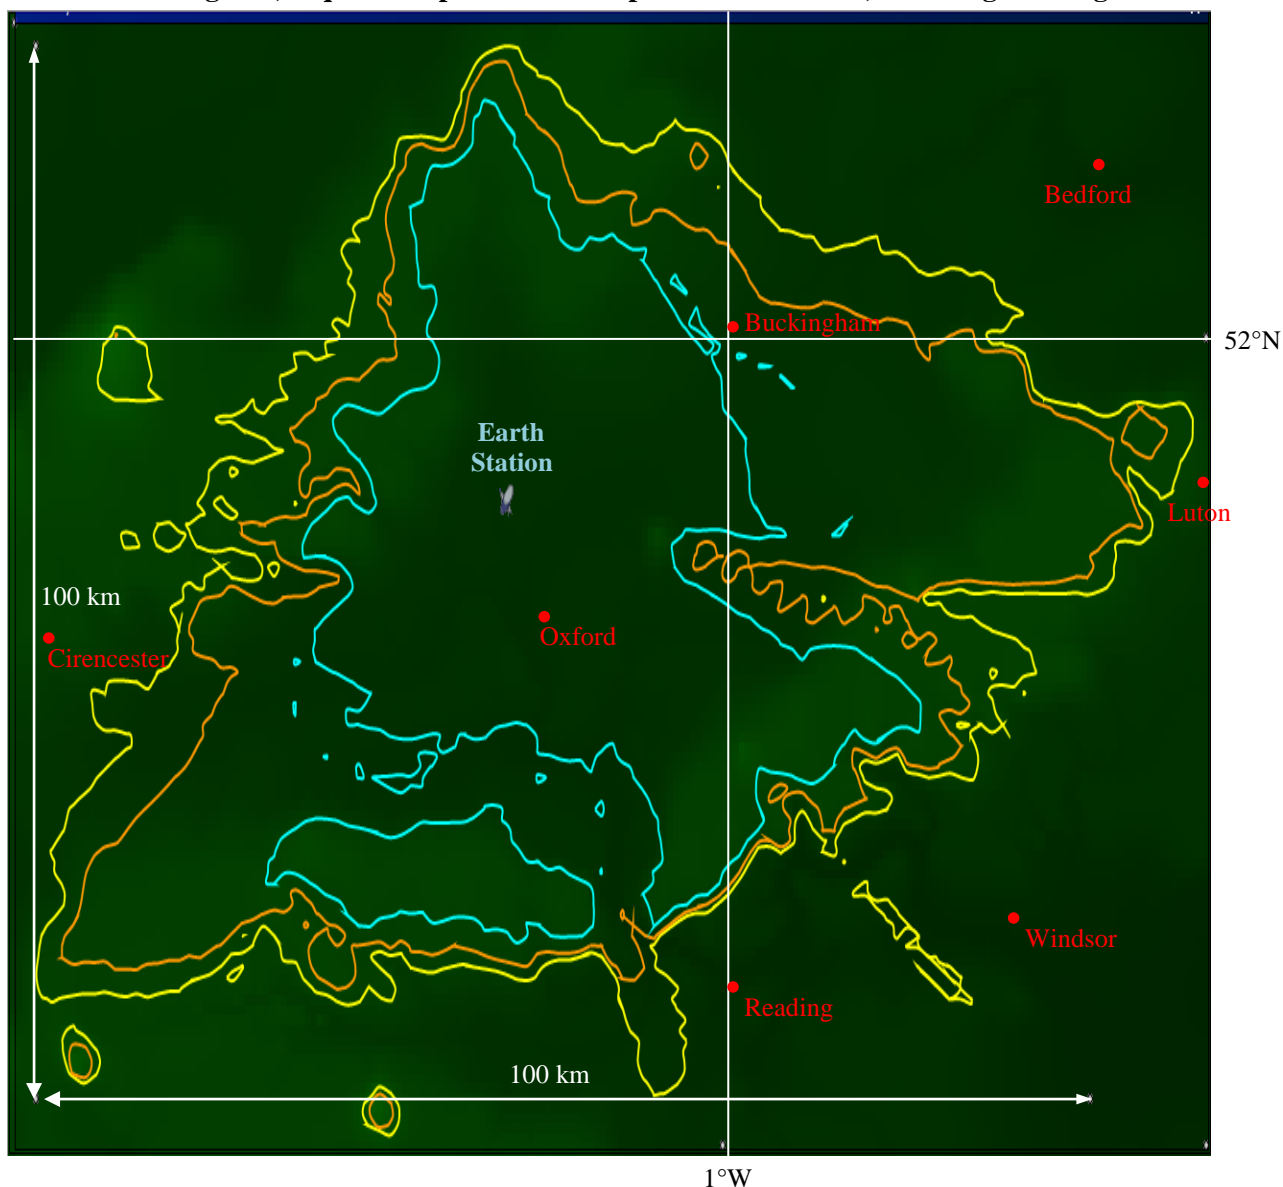 Bedford
Buckingham
52°N
Earth
Station
Luton
100 km
Oxford
Cirencester
Windsor
Reading
100 km
1°W